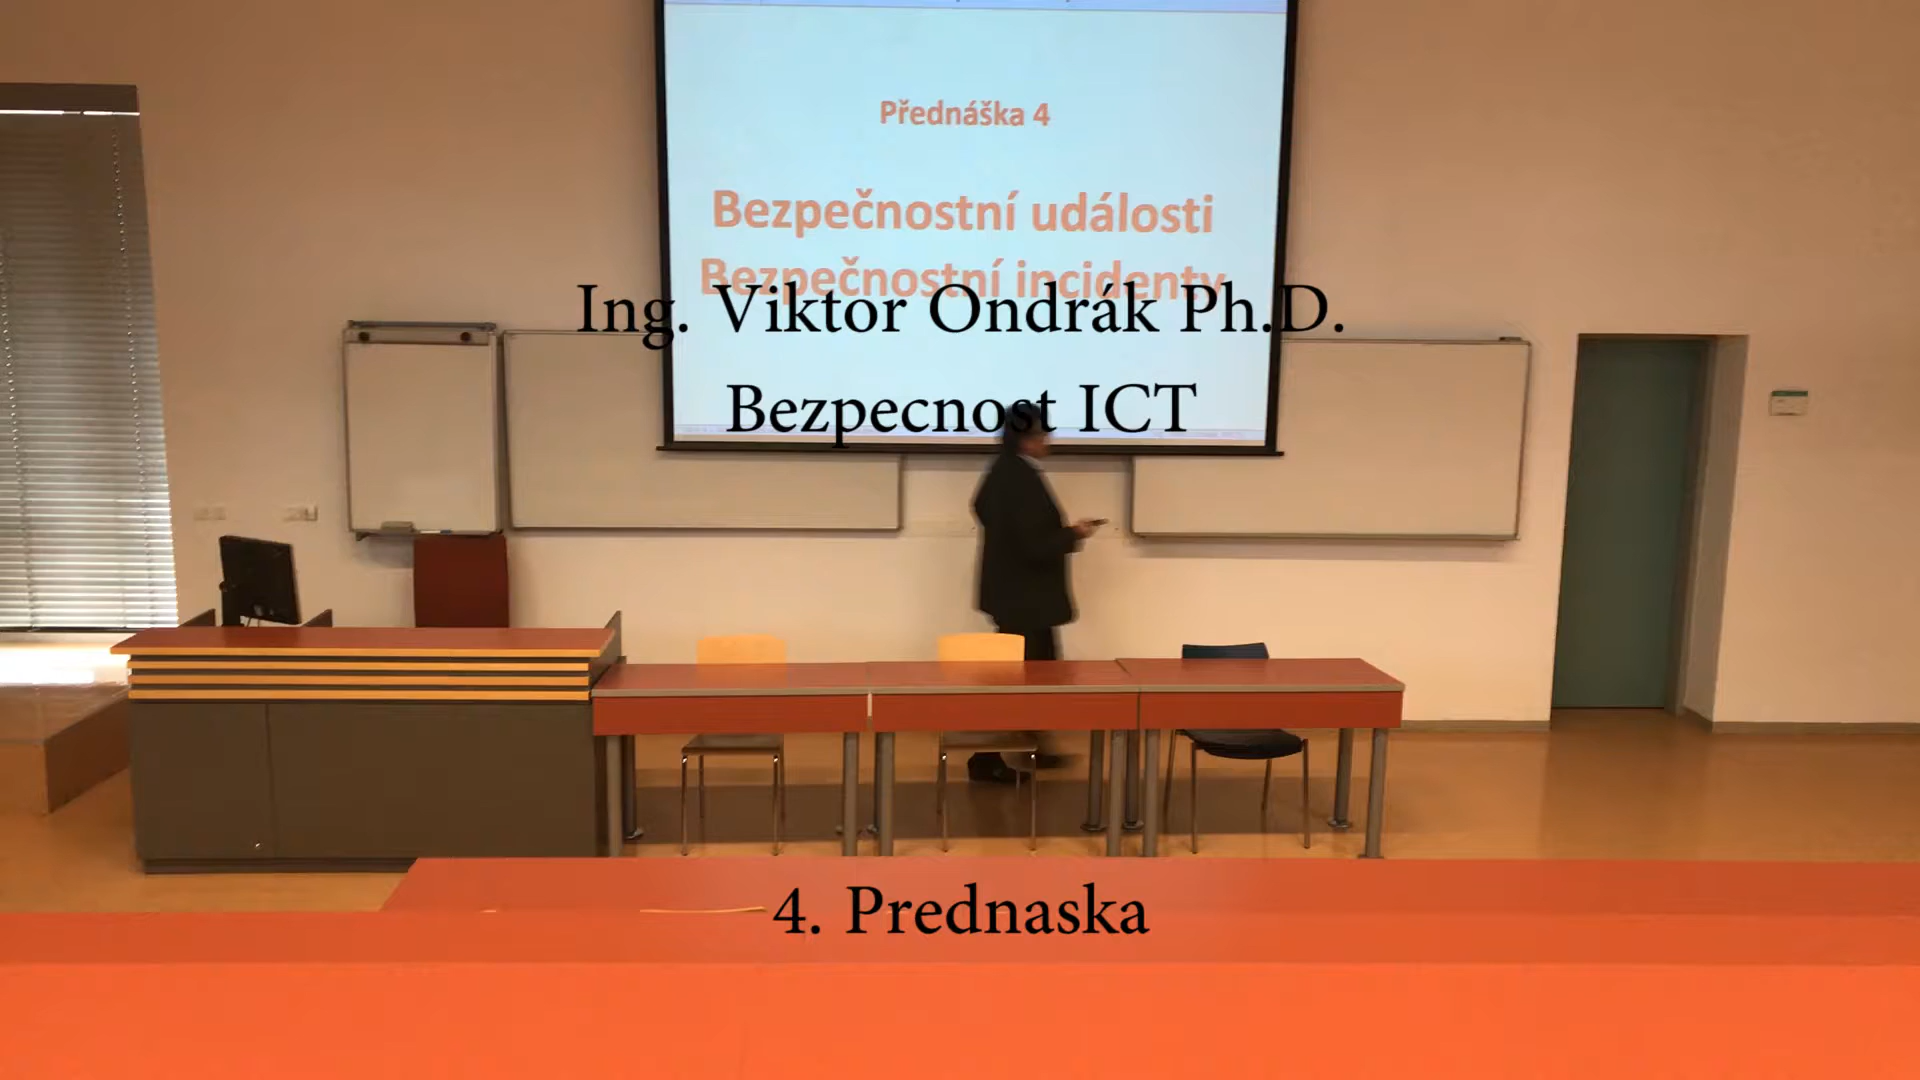 Přednáška 4
Bezpečnostní události
Bezpečnostní incidenty
Ing. Viktor Ondrák Ph.D.
Bezpecnost ICT
4. Prednaska